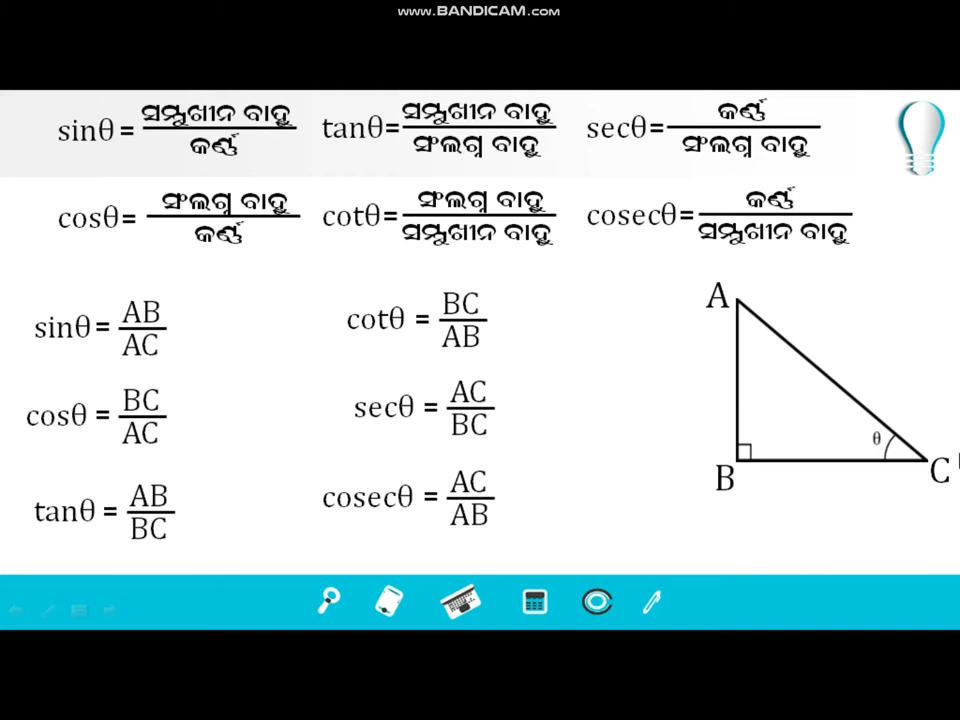 www.BANDICAM.com
sinθ = ସମ୍ମୁଖୀନ ବାହୁ / କର୍ଣ୍ଣ
tanθ= ସମ୍ମୁଖୀନ ବାହୁ / ସଂଲଗ୍ନ ବାହୁ
secθ= କର୍ଣ୍ଣ / ସଂଲଗ୍ନ ବାହୁ
cosθ= ସଂଲଗ୍ନ ବାହୁ / କର୍ଣ୍ଣ
cotθ= ସଂଲଗ୍ନ ବାହୁ / ସମ୍ମୁଖୀନ ବାହୁ
cosecθ= କର୍ଣ୍ଣ / ସମ୍ମୁଖୀନ ବାହୁ
sinθ = AB / AC
cosθ = BC / AC
tanθ = AB / BC
cotθ = BC / AB
secθ = AC / BC
cosecθ = AC / AB
A
θ
B
C